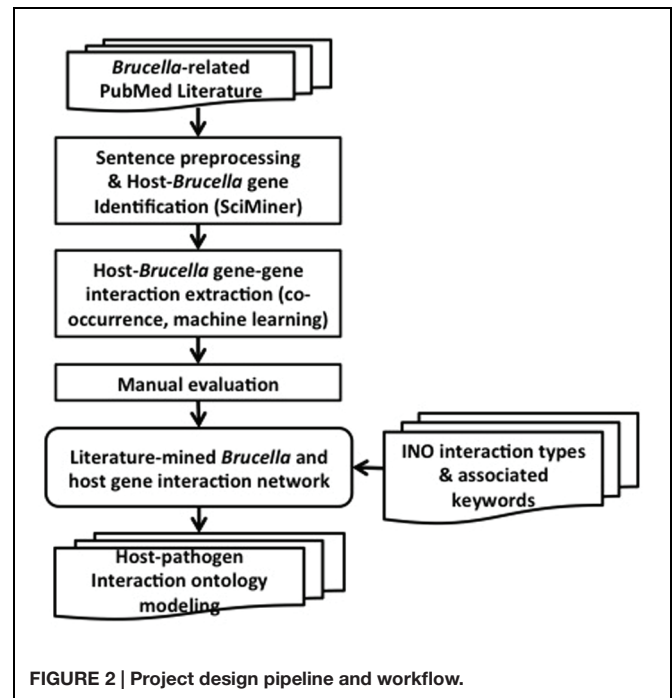 Brucella-related
PubMed Literature
Sentence preprocessing
& Host-Brucella gene
Identification (SciMiner)
Host-Brucella gene-gene
interaction extraction (co-
occurrence, machine learning)
Manual evaluation
Literature-mined Brucella and
host gene interaction network
INO interaction types
& associated
keywords
Host-pathogen
Interaction ontology
modeling
FIGURE 2 | Project design pipeline and workflow.